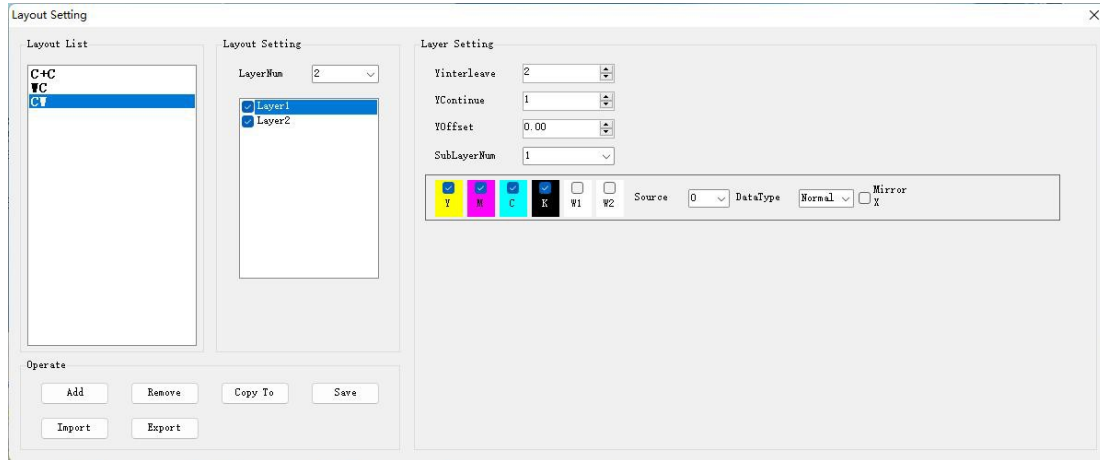 Layout Setting
Layout List
C+C
WC
CW
Layout Setting
LayerNum 2
Layer1
Layer2
Layer Setting
Yinterleave 2
YContinue 1
YOffset 0.00
SubLayerNum 1
Y M C K W1 W2 Source 0 DataType Normal Mirror X
Operate
Add Remove Copy To Save
Import Export